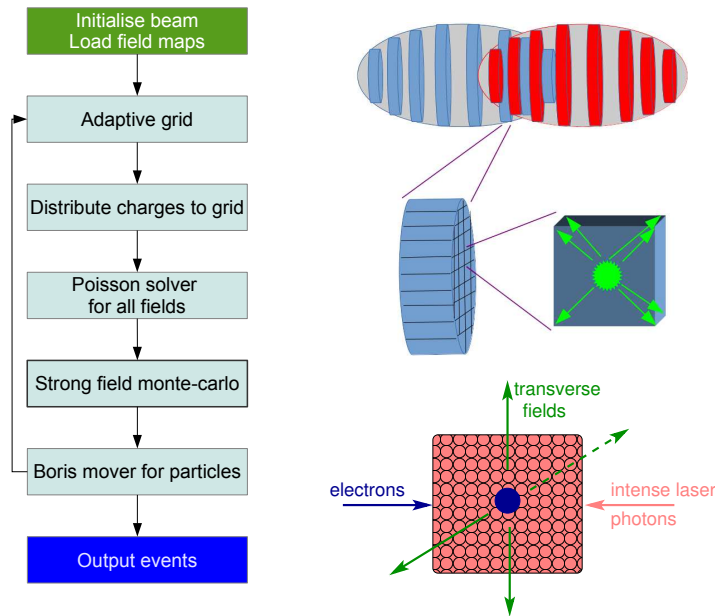 Initialise beam
Load field maps
Adaptive grid
Distribute charges to grid
Poisson solver
for all fields
Strong field monte-carlo
Boris mover for particles
Output events
transverse
fields
electrons
intense laser
photons